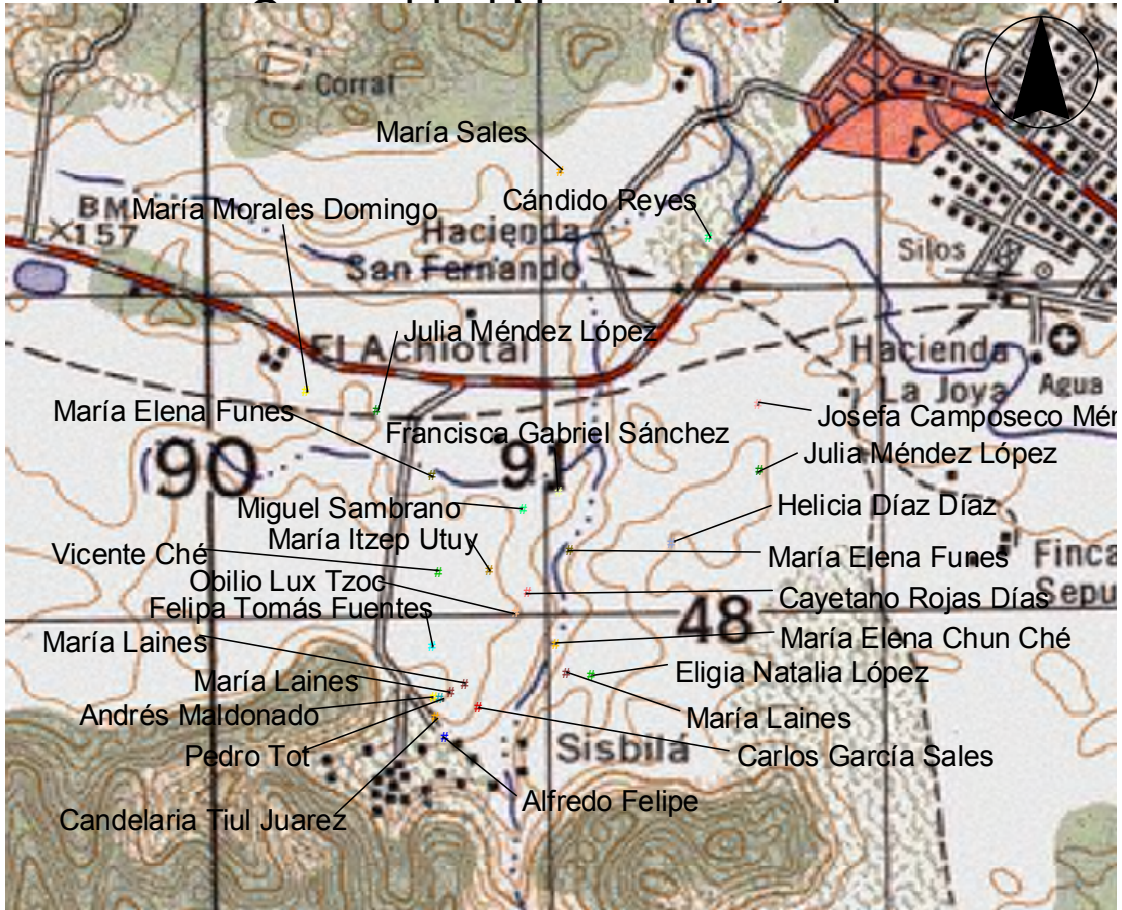 Corral
María Sales
Cándido Reyes
BM
María Morales Domingo
157
Hacienda
San Fernando
Silos
Julia Méndez López
El Achiotal
Hacienda
La Joya
Agua
María Elena Funes
Josefa Camposeco Mér
Francisca Gabriel Sánchez
90
91
Julia Méndez López
Miguel Sambrano
Helicia Díaz Díaz
María Itzep Utuy
Vicente Ché
María Elena Funes
Finca
Obilio Lux Tzoc
Cayetano Rojas Días
Sepu
Felipa Tomás Fuentes
48
María Laines
María Elena Chun Ché
María Laines
Eligia Natalia López
Andrés Maldonado
María Laines
Pedro Tot
Sisbilá
Carlos García Sales
Alfredo Felipe
Candelaria Tiul Juarez